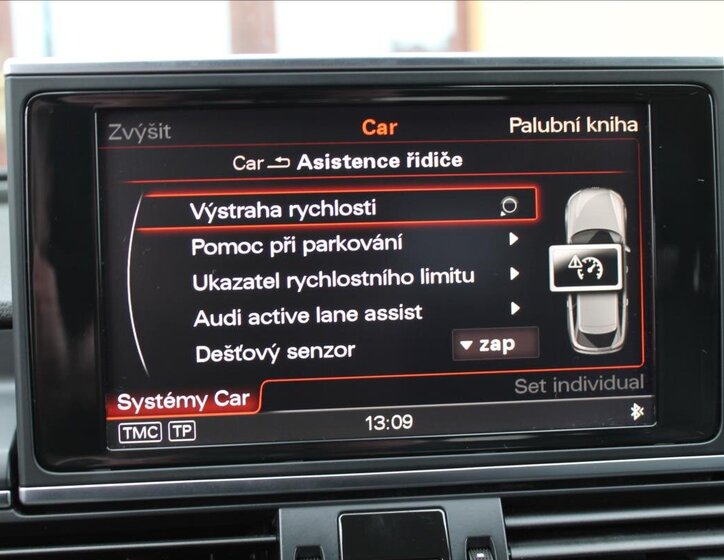 Zvýšit Car Palubní kniha
Car Asistence řidiče
Výstraha rychlosti
Pomoc při parkování
Ukazatel rychlostního limitu
Audi active lane assist
Dešťový senzor zap
Set individual
Systémy Car
TMC TP 13:09